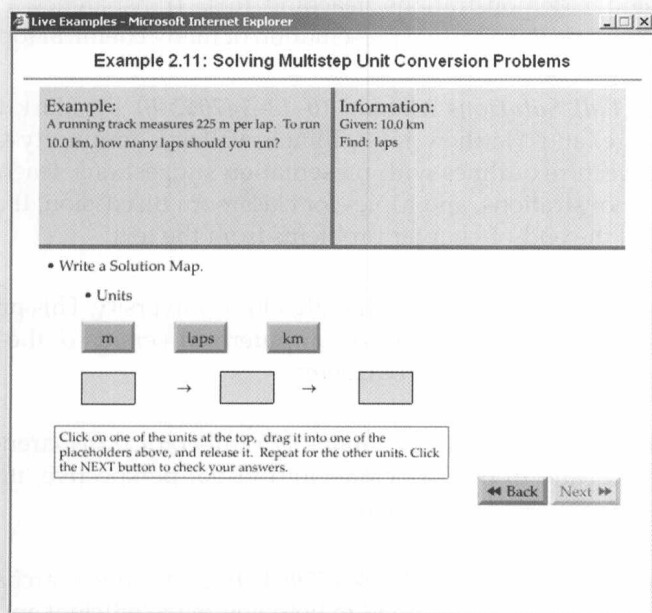 Live Examples - Microsoft Internet Explorer
Example 2.11: Solving Multistep Unit Conversion Problems
Example:
A running track measures 225 m per lap. To run
10.0 km, how many laps should you run?
Information:
Given: 10.0 km
Find: laps
• Write a Solution Map.
• Units
m laps km
→ →
Click on one of the units at the top, drag it into one of the
placeholders above, and release it. Repeat for the other units. Click
the NEXT button to check your answers.
Back Next